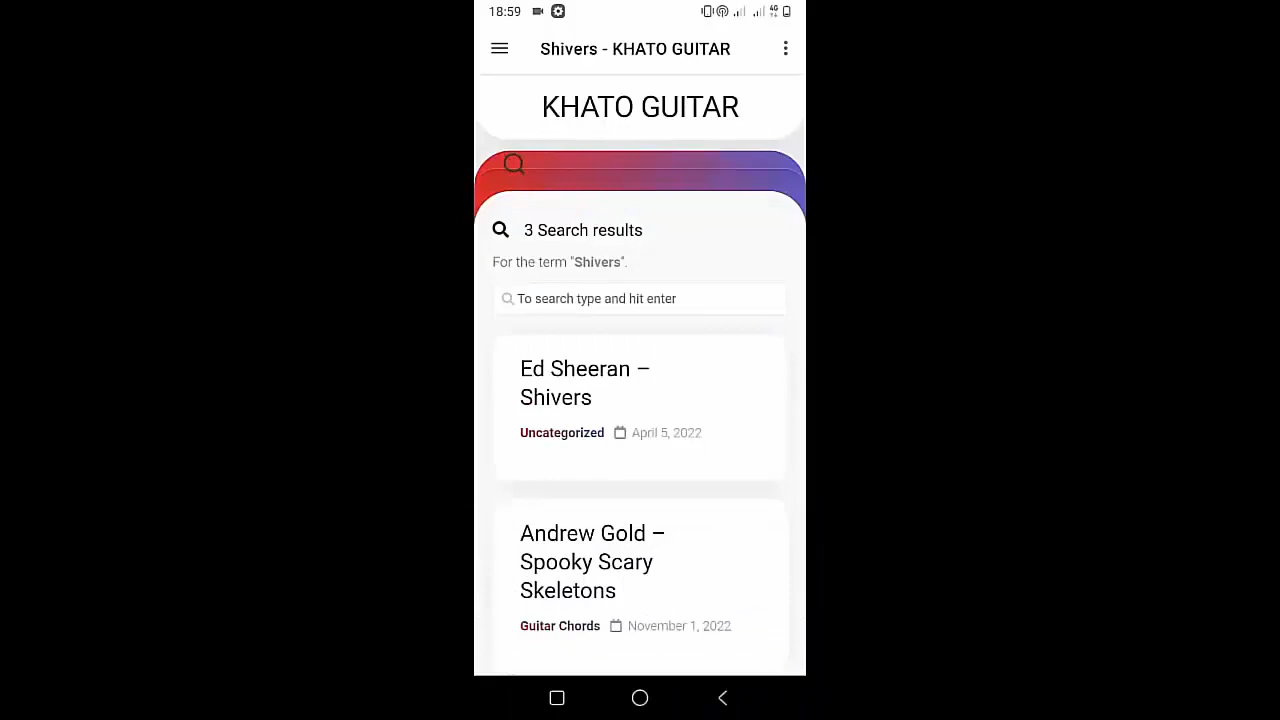 18:59
4G
Shivers - KHATO GUITAR
KHATO GUITAR
3 Search results
For the term "Shivers".
To search type and hit enter
Ed Sheeran –
Shivers
Uncategorized April 5, 2022
Andrew Gold –
Spooky Scary
Skeletons
Guitar Chords November 1, 2022